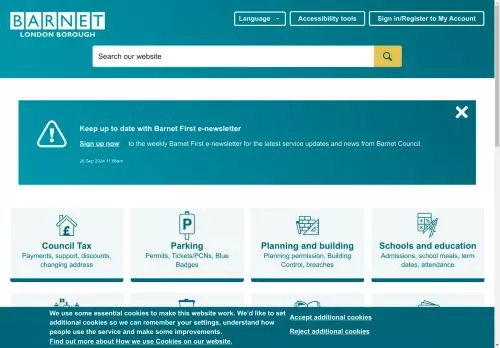 BARNET
LONDON BOROUGH
Language
Accessibility tools
Sign in/Register to My Account
Search our website
Keep up to date with Barnet First e-newsletter
Sign up now to the weekly Barnet First e-newsletter for the latest service updates and news from Barnet Council.
Council Tax
Payments, support, discounts,
changing address
Parking
Permits, Tickets/PCNs, Blue
Badges
Planning and building
Planning permission, Building
Control, breaches
Schools and education
Admissions, school meals, term
dates, attendance
We use some essential cookies to make this website work. We'd like to set
additional cookies so we can remember your settings, understand how
people use the service and make some improvements.
Find out more about How we use Cookies on our website.
Accept additional cookies
Reject additional cookies